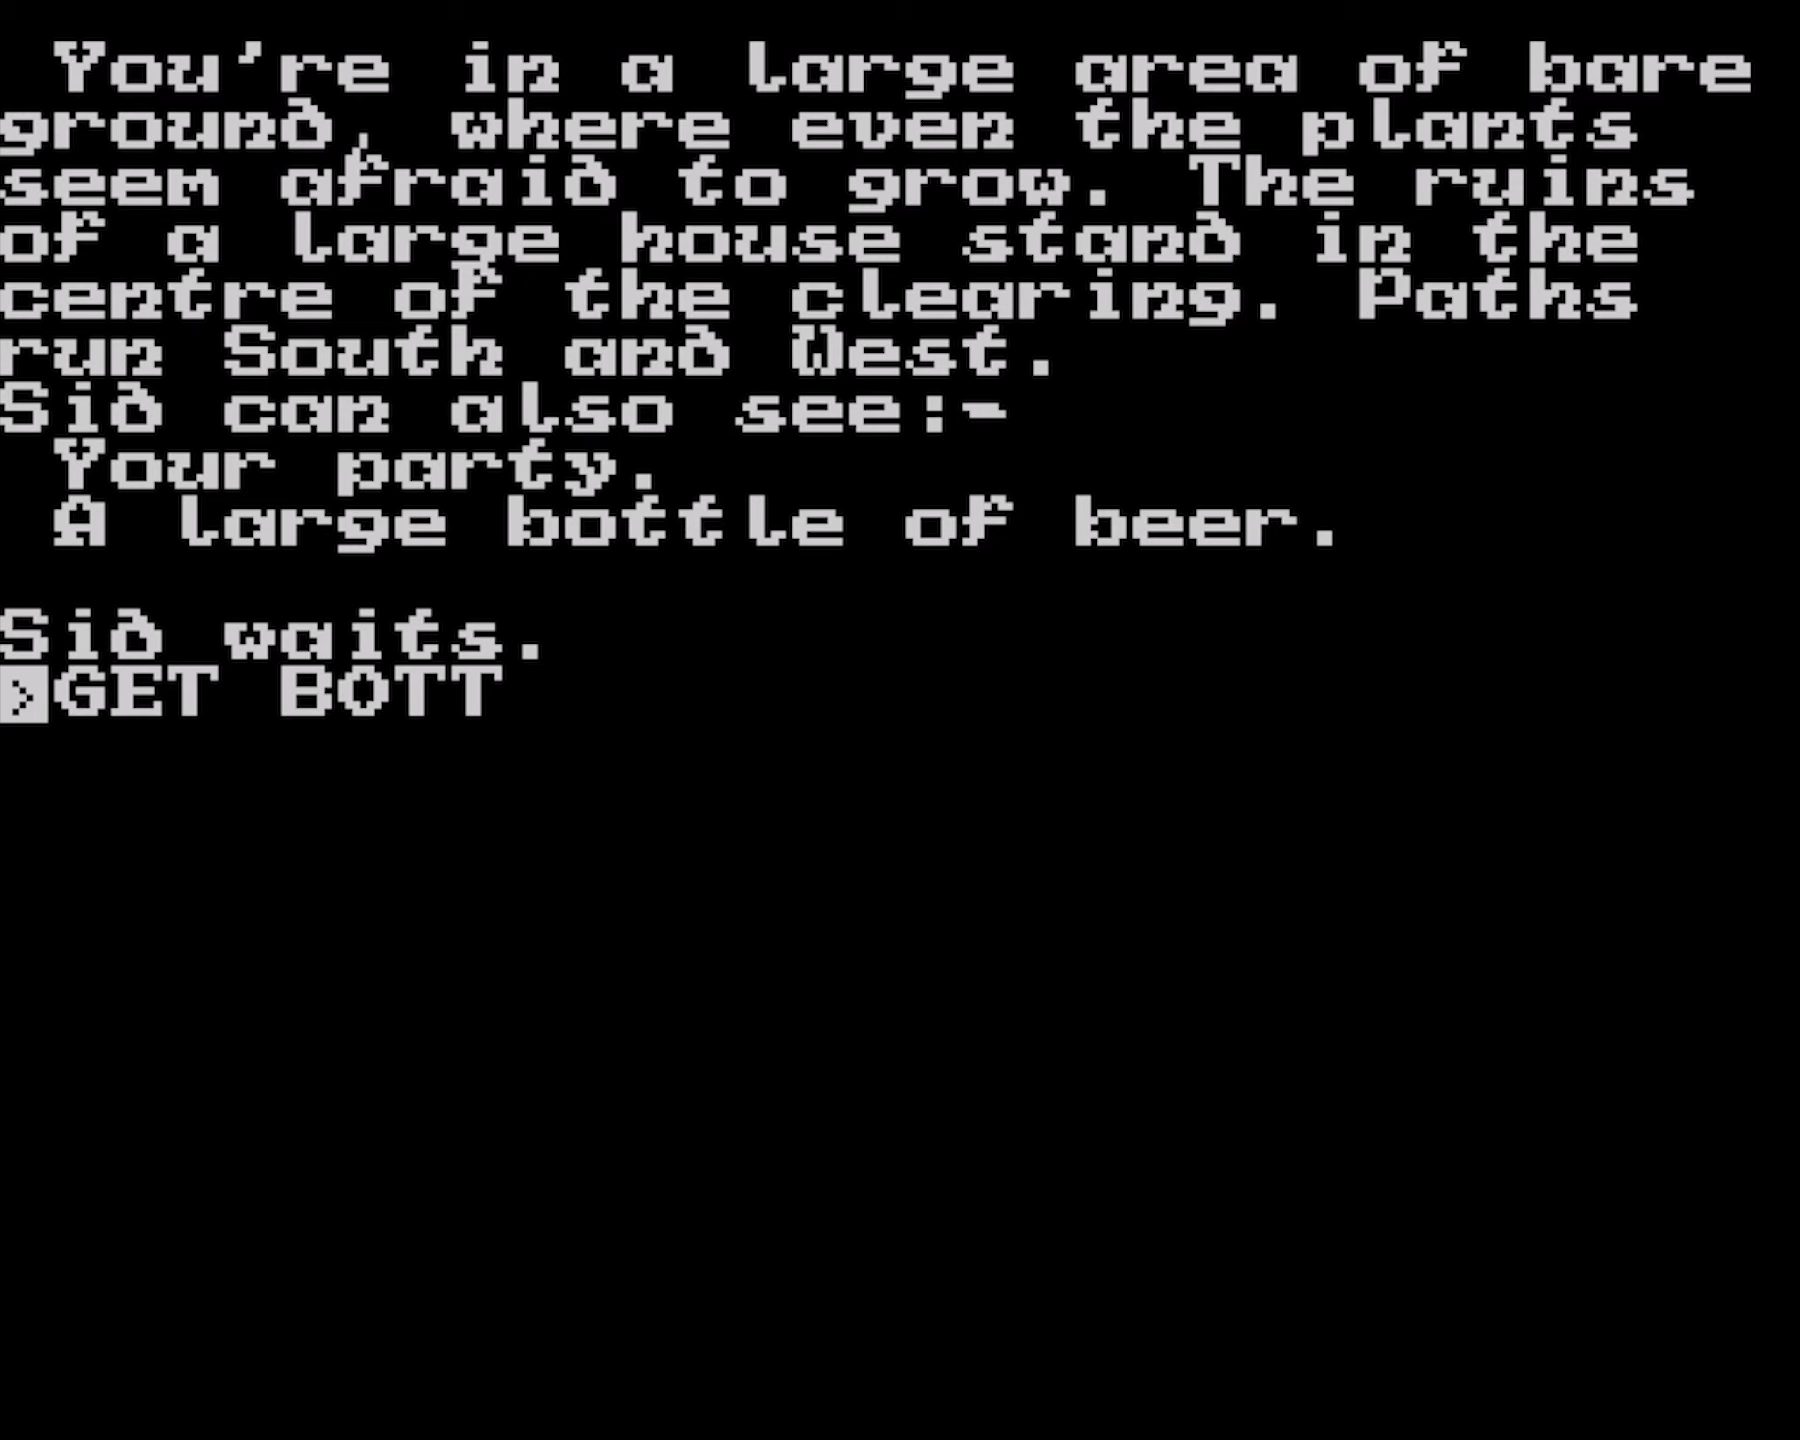 You're in a large area of bare
ground, where even the plants
seem afraid to grow. The ruins
of a large house stand in the
centre of the clearing. Paths
run South and West.
Sid can also see:-
Your party.
A large bottle of beer.
Sid waits.
>GET BOTT